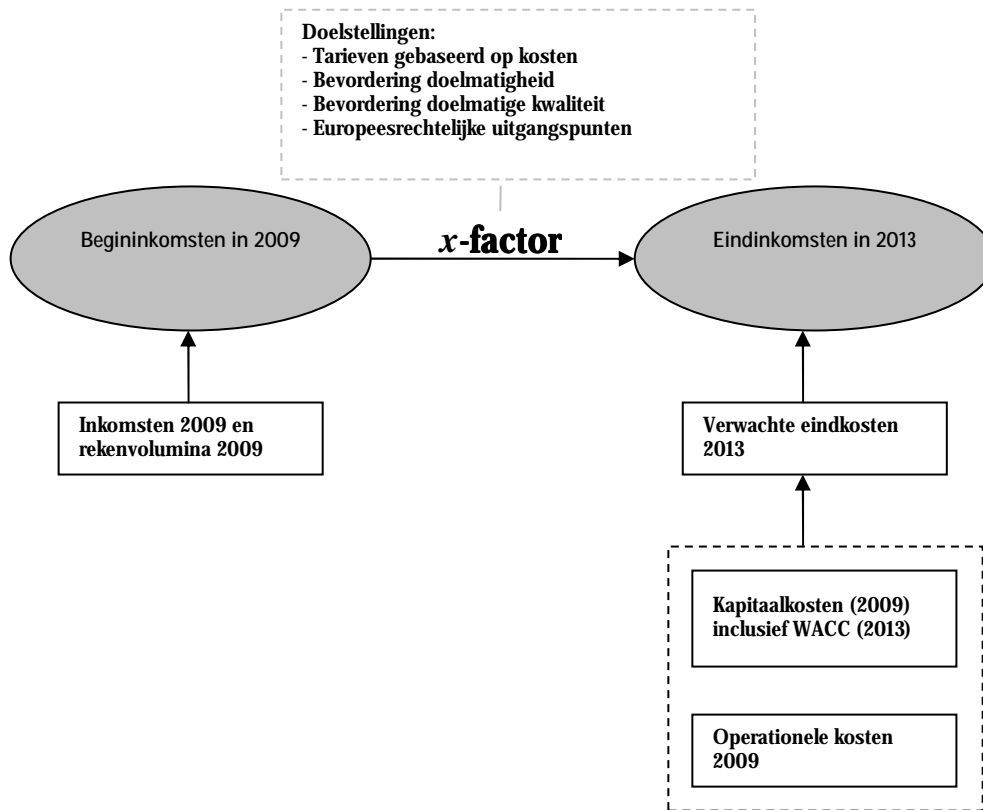 Doelstellingen:
- Tarieven gebaseerd op kosten
- Bevordering doelmatigheid
- Bevordering doelmatige kwaliteit
- Europeesrechtelijke uitgangspunten
Begininkomsten in 2009
x-factor
Eindinkomsten in 2013
Inkomsten 2009 en
rekenvolumina 2009
Verwachte eindkosten
2013
Kapitaalkosten (2009)
inclusief WACC (2013)
Operationele kosten
2009